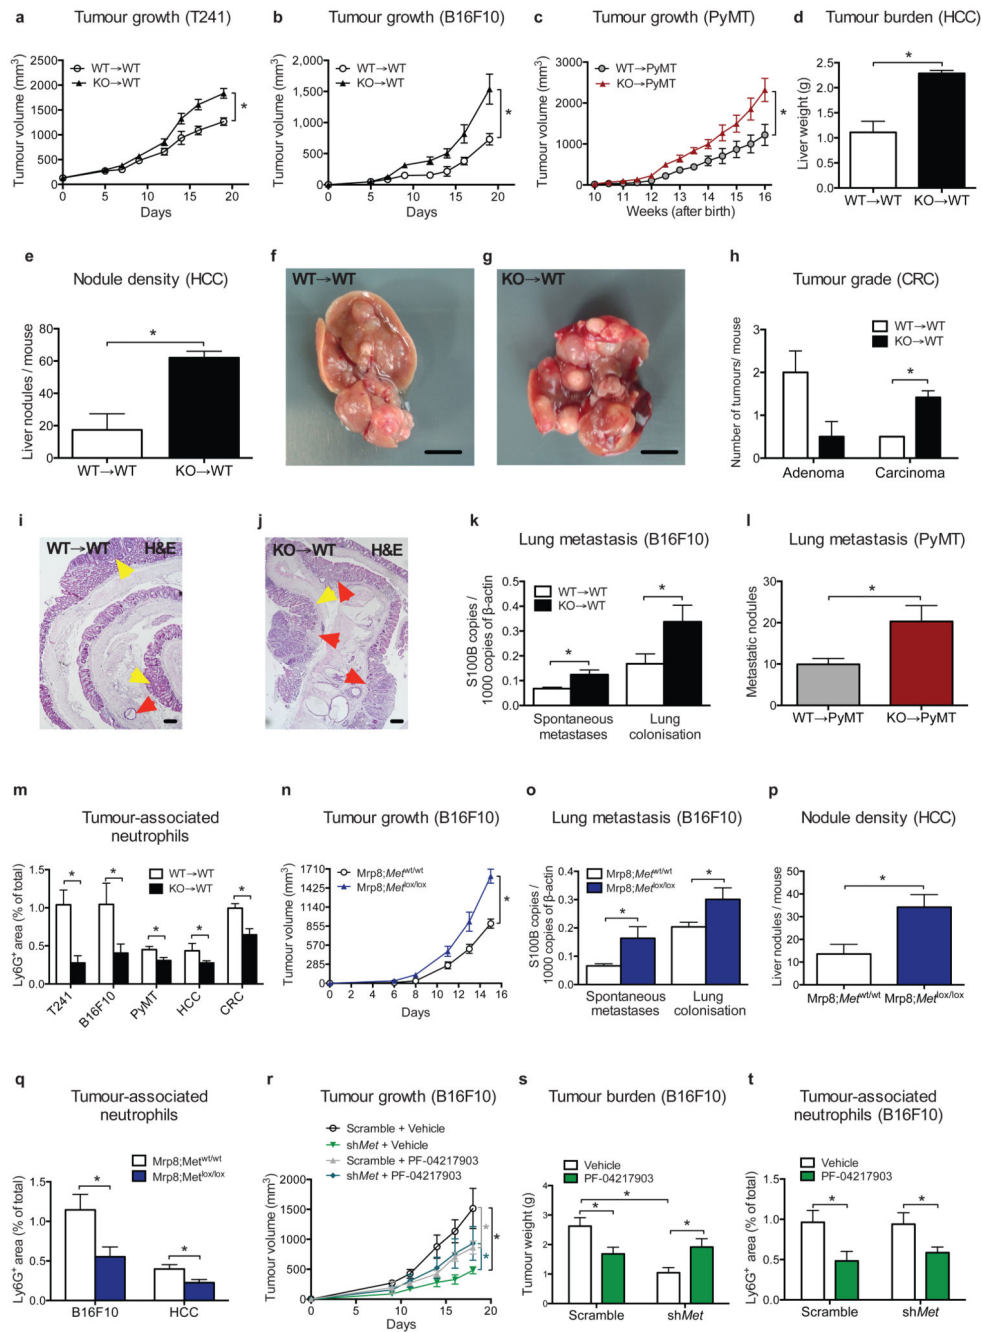 a Tumour growth (T241)
Tumour volume (mm³)
2500
2000
1500
1000
500
0
WT→WT
KO→WT
*
0 5 10 15 20
Days
b Tumour growth (B16F10)
Tumour volume (mm³)
2,000
1,500
1,000
500
0
WT→WT
KO→WT
*
0 5 10 15 20
Days
c Tumour growth (PyMT)
Tumour volume (mm³)
3000
2000
1000
0
WT→PyMT
KO→PyMT
*
10 11 12 13 14 15 16
Weeks (after birth)
d Tumour burden (HCC)
Liver weight (g)
2.5
2.0
1.5
1.0
0.5
0.0
*
WT→WT KO→WT
e
Nodule density (HCC)
Liver nodules / mouse
80
60
40
20
0
*
WT→WT KO→WT
f
WT→WT
g
KO→WT
h
Tumour grade (CRC)
Number of tumours/ mouse
3
2
1
0
WT→WT
KO→WT
*
Adenoma Carcinoma
i
WT→WT H&E
j
KO→WT H&E
k
Lung metastasis (B16F10)
S100B copies /
1000 copies of β-actin
0.5
0.4
0.3
0.2
0.1
0.0
WT→WT
KO→WT
* *
Spontaneous metastases
Lung colonisation
l
Lung metastasis (PyMT)
Metastatic nodules
30
20
10
0
*
WT→PyMT KO→PyMT
m
Tumour-associated
neutrophils
Ly6G⁺ area (% of total)
1.5
1.0
0.5
0.0
WT→WT
KO→WT
* * * * *
T241 B16F10 PyMT HCC CRC
n
Tumour growth (B16F10)
Tumour volume (mm³)
1710
1425
1140
855
570
285
0
Mrp8;Metwt/wt
Mrp8;Metlox/lox
*
0 2 4 6 8 10 12 14 16
Days
o
Lung metastasis (B16F10)
S100B copies /
1000 copies of β-actin
0.4
0.3
0.2
0.1
0.0
Mrp8;Metwt/wt
Mrp8;Metlox/lox
* *
Spontaneous metastases
Lung colonisation
p
Nodule density (HCC)
Liver nodules / mouse
50
40
30
20
10
0
*
Mrp8;Metwt/wt Mrp8;Metlox/lox
q
Tumour-associated
neutrophils
Ly6G⁺ area (% of total)
1.5
1.0
0.5
0.0
Mrp8;Metwt/wt
Mrp8;Metlox/lox
* *
B16F10 HCC
r
Tumour growth (B16F10)
Scramble + Vehicle
shMet + Vehicle
Scramble + PF-04217903
shMet + PF-04217903
Tumour volume (mm³)
2000
1500
1000
500
0
* * *
0 5 10 15 20
Days
s
Tumour burden (B16F10)
Vehicle
PF-04217903
Tumour weight (g)
4
3
2
1
0
* * *
Scramble shMet
t
Tumour-associated
neutrophils (B16F10)
Vehicle
PF-04217903
Ly6G⁺ area (% of total)
1.5
1.0
0.5
0.0
* *
Scramble shMet